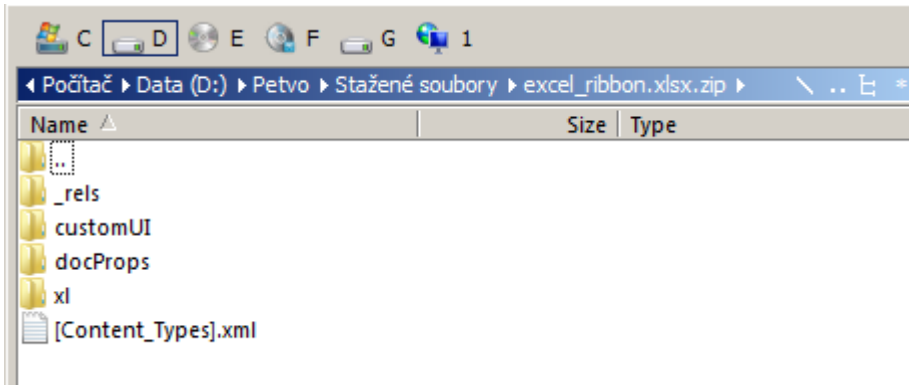 C D E F G 1
Počítač Data (D:) Petvo Stažené soubory excel_ribbon.xlsx.zip \ .. *
Name Size Type
..
_rels
customUI
docProps
xl
[Content_Types].xml